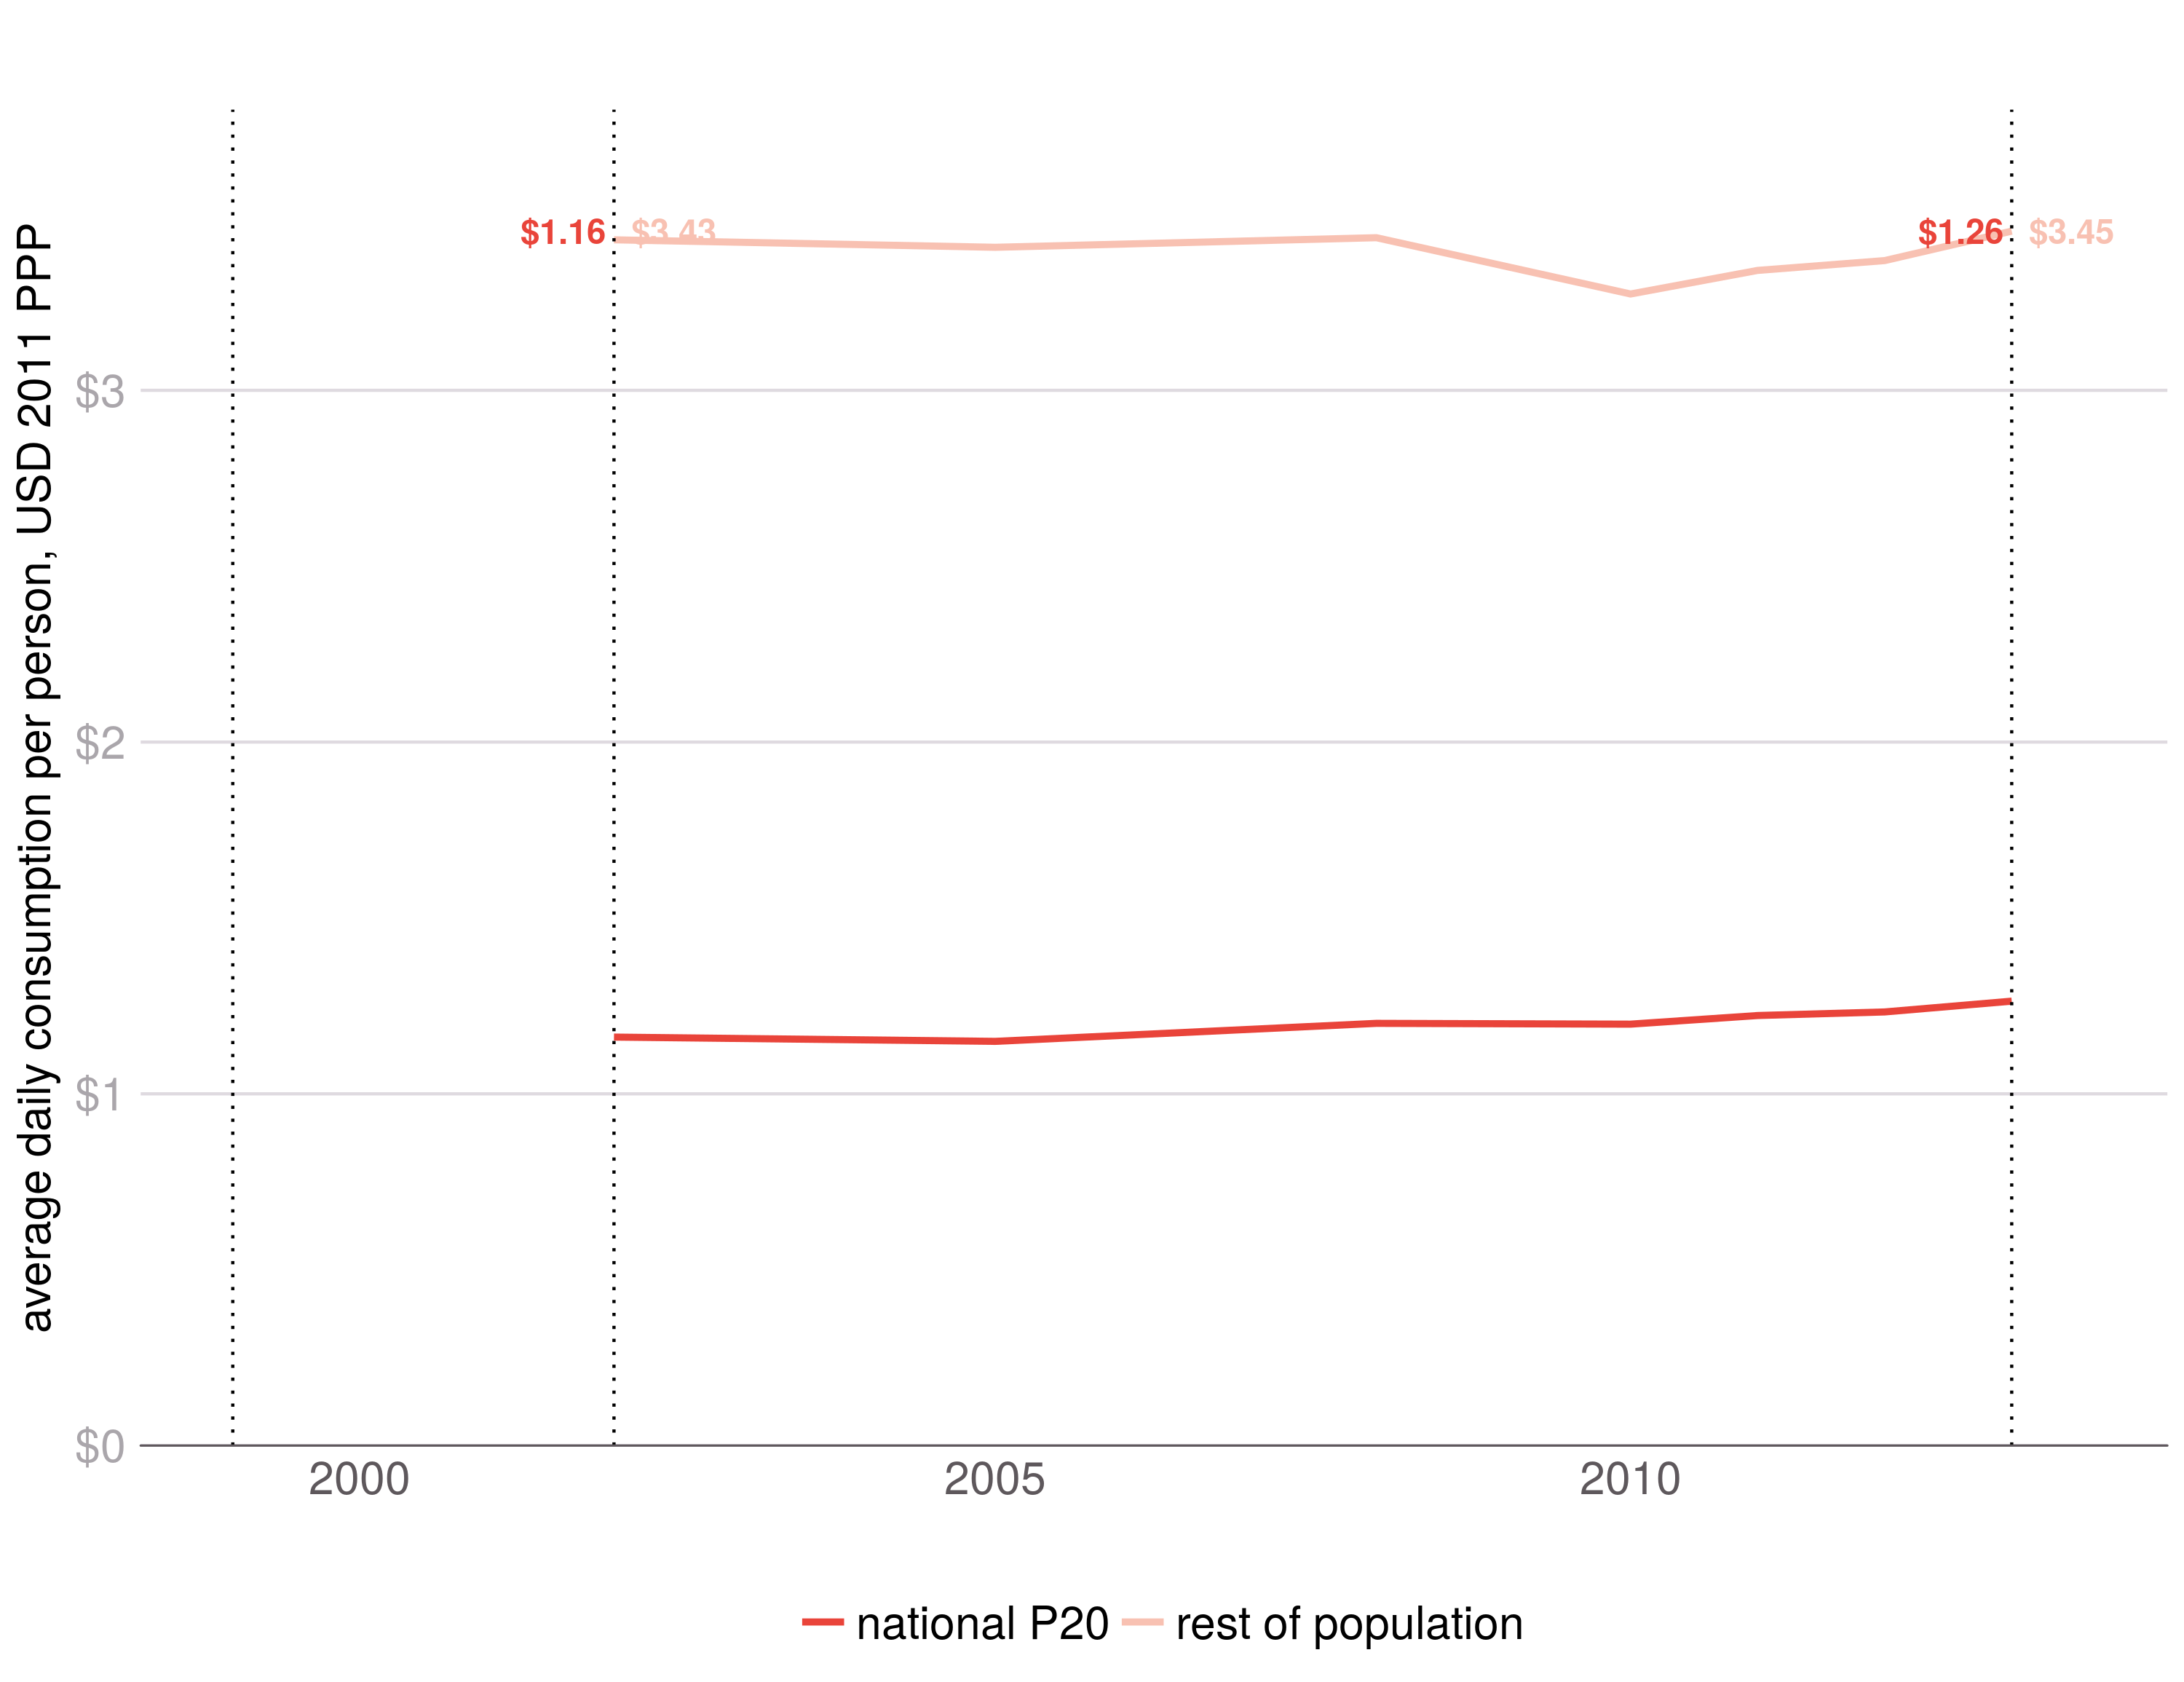 average daily consumption per person, USD 2011 PPP
$1.16 $3.43 $1.26 $3.45
$3
$2
$1
$0
2000 2005 2010
national P20 rest of population